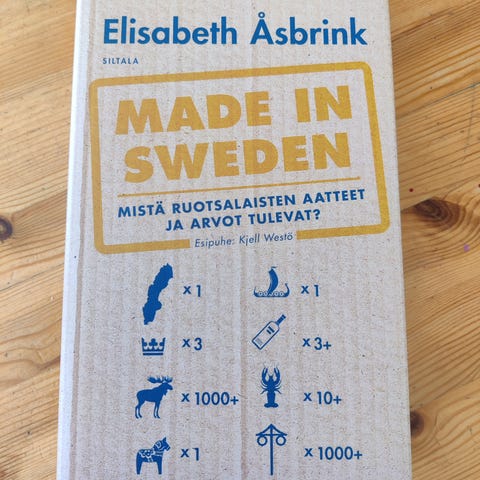 Elisabeth Åsbrink
SILTALA
MADE IN
SWEDEN
MISTÄ RUOTSALAISTEN AATTEET
JA ARVOT TULEVAT?
Esipuhe: Kjell Westö
x 1
x 1
x 3
x 3+
x 1000+
x 10+
x 1
x 1000+